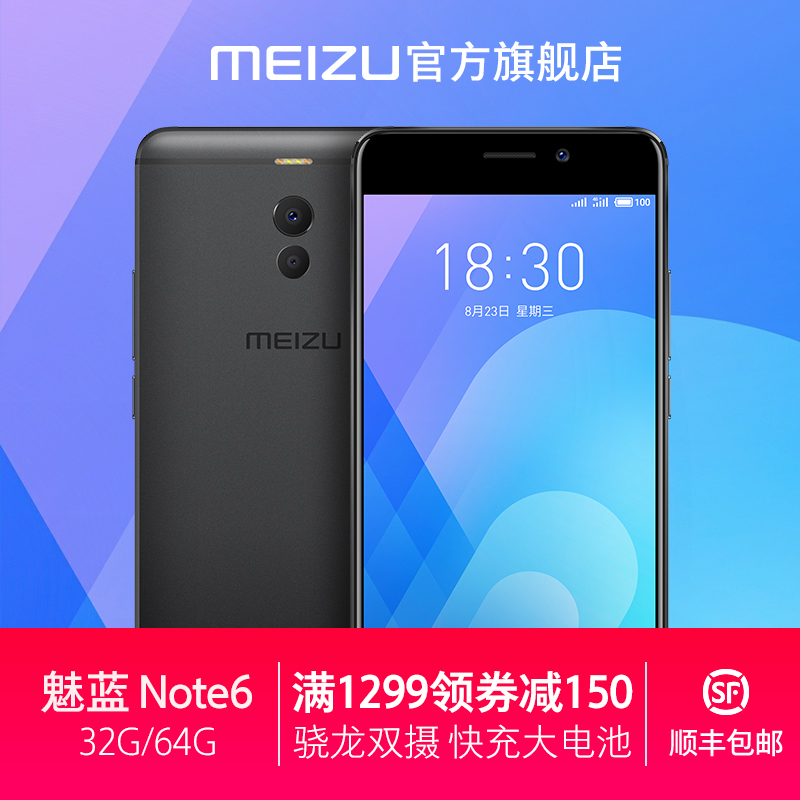 MEIZU官方旗舰店
100
18:30
8月23日 星期三
MEIZU
魅蓝 Note6
32G/64G
满1299领券减150
骁龙双摄 快充大电池
SF
顺丰包邮